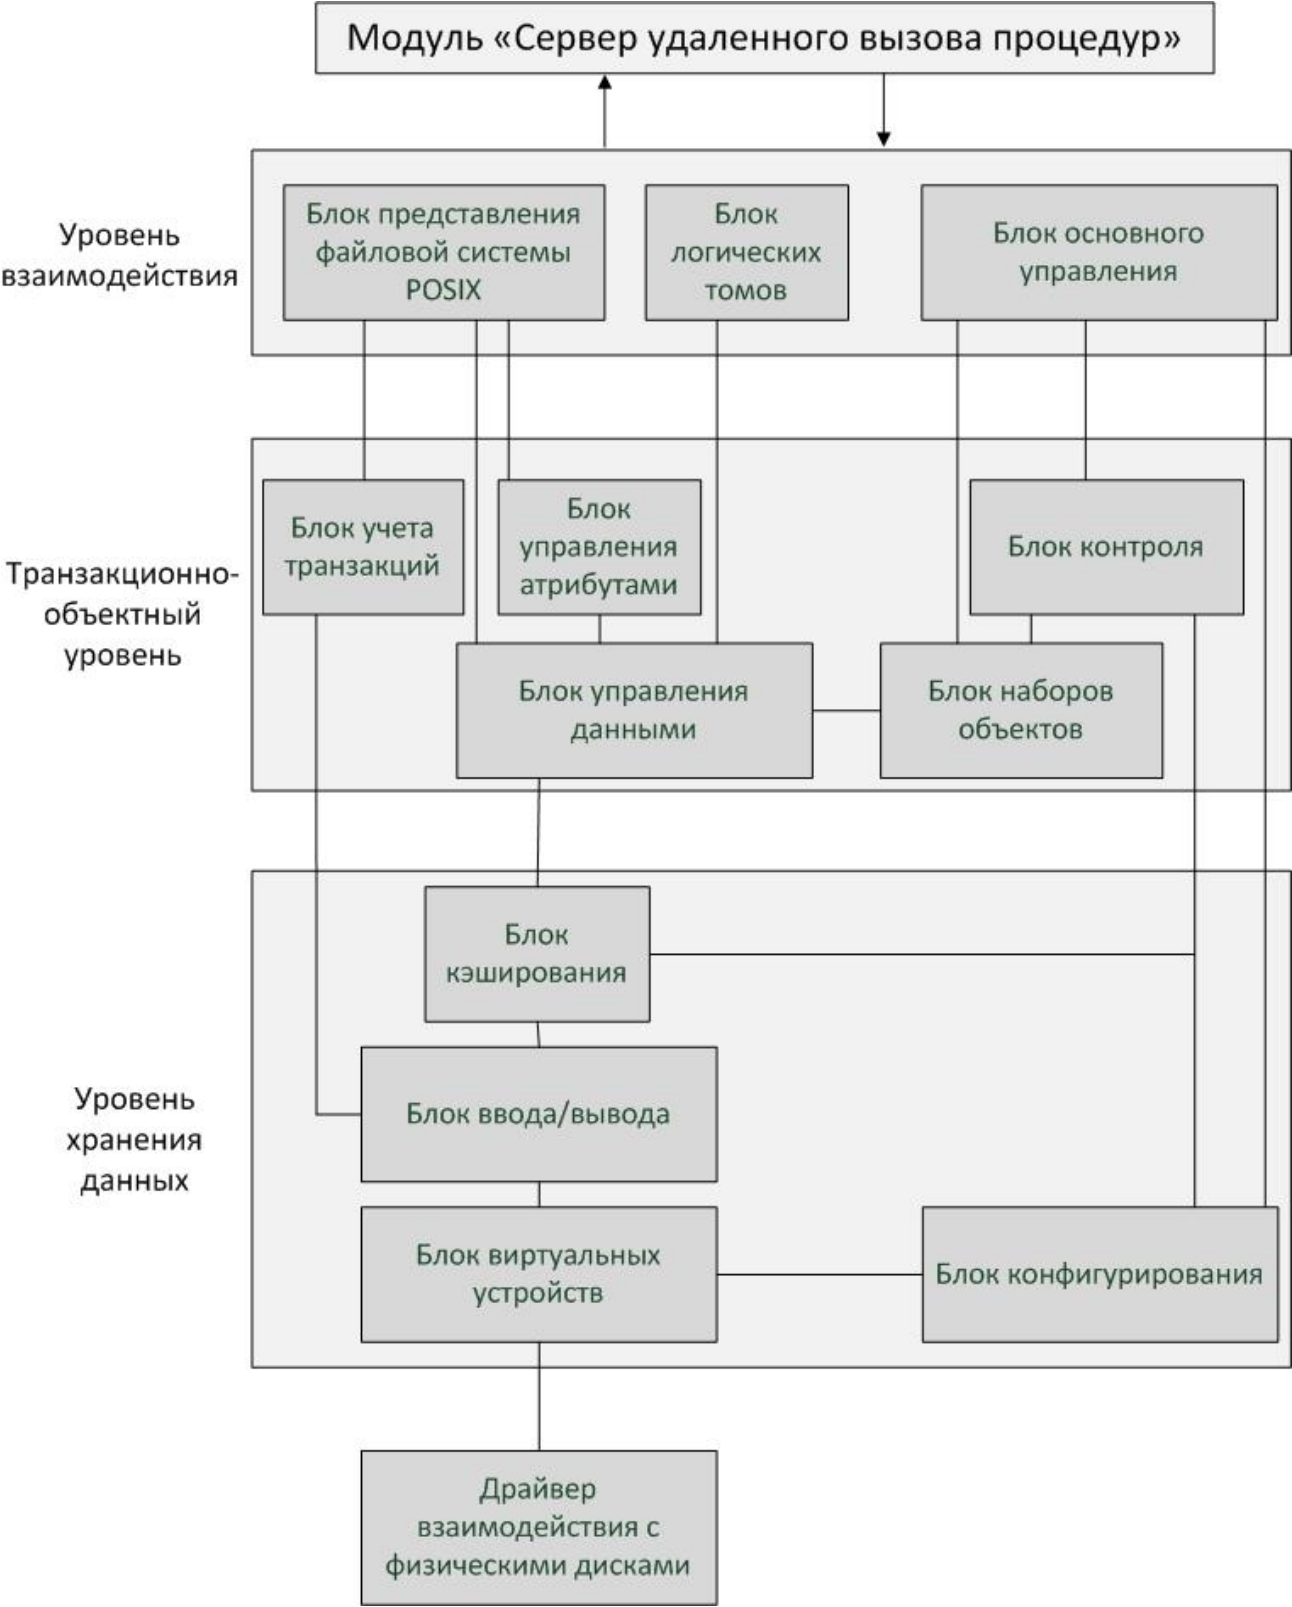 Модуль «Сервер удаленного вызова процедур»
Уровень
взаимодействия
Блок представления
файловой системы
POSIX
Блок
логических
томов
Блок основного
управления
Транзакционно-
объектный
уровень
Блок учета
транзакций
Блок
управления
атрибутами
Блок контроля
Блок управления
данными
Блок наборов
объектов
Уровень
хранения
данных
Блок
кэширования
Блок ввода/вывода
Блок виртуальных
устройств
Блок конфигурирования
Драйвер
взаимодействия с
физическими дисками